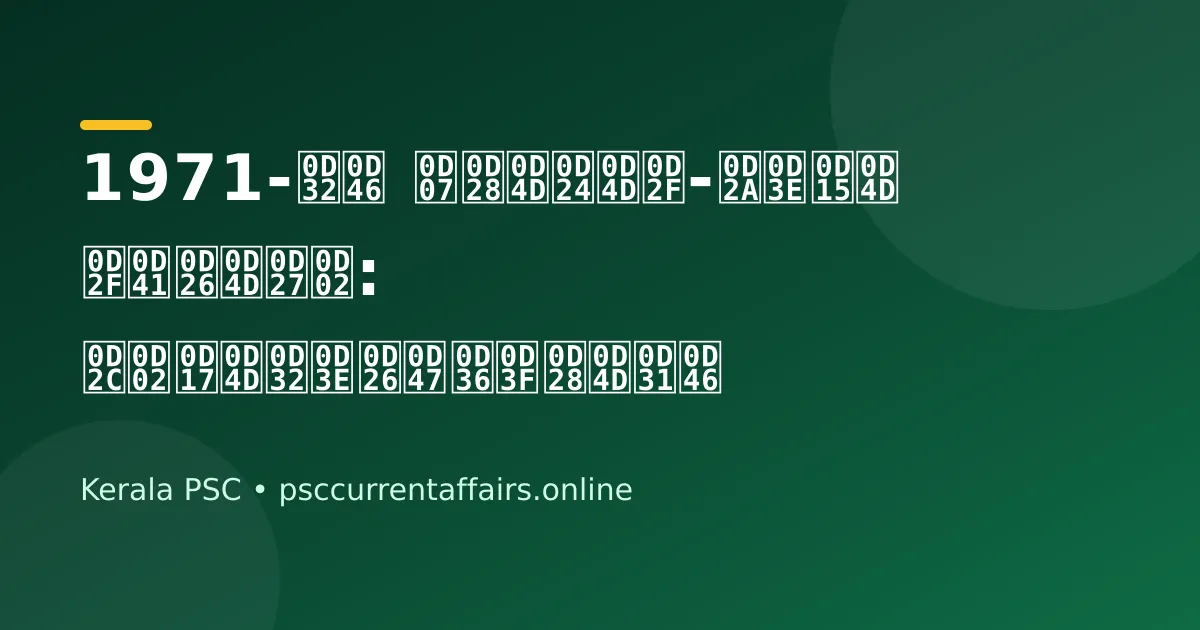 1971-ലെ ഇന്ത്യ-പാക്
യുദ്ധം:
ബംഗ്ലാദേശിന്റെ
Kerala PSC • psccurrentaffairs.online